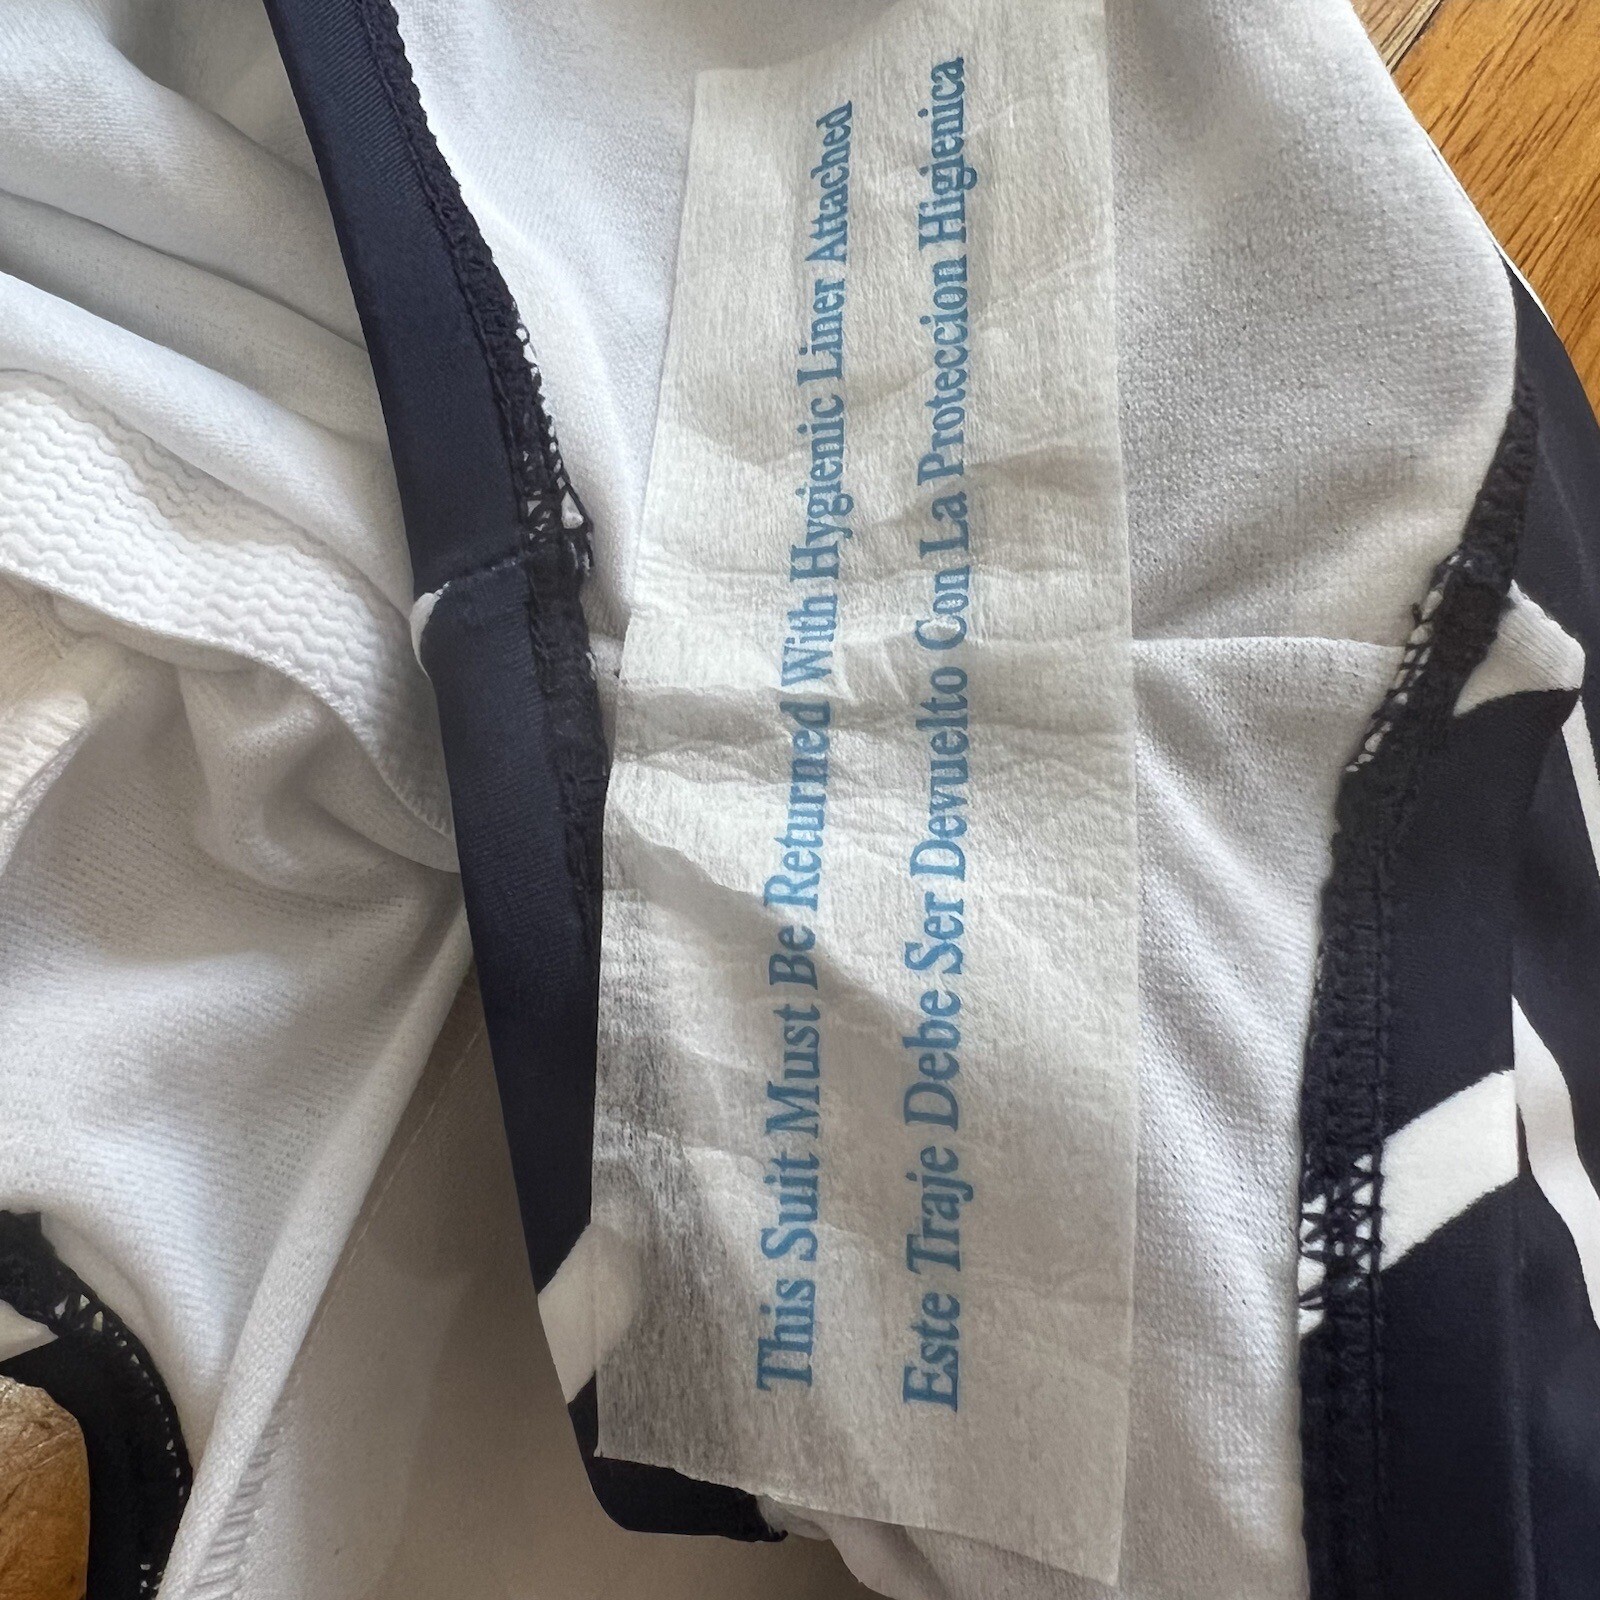 This Suit Must Be Returned With Hygienic Liner Attached
Este Traje Debe Ser Devuelto Con La Proteccion Higienica